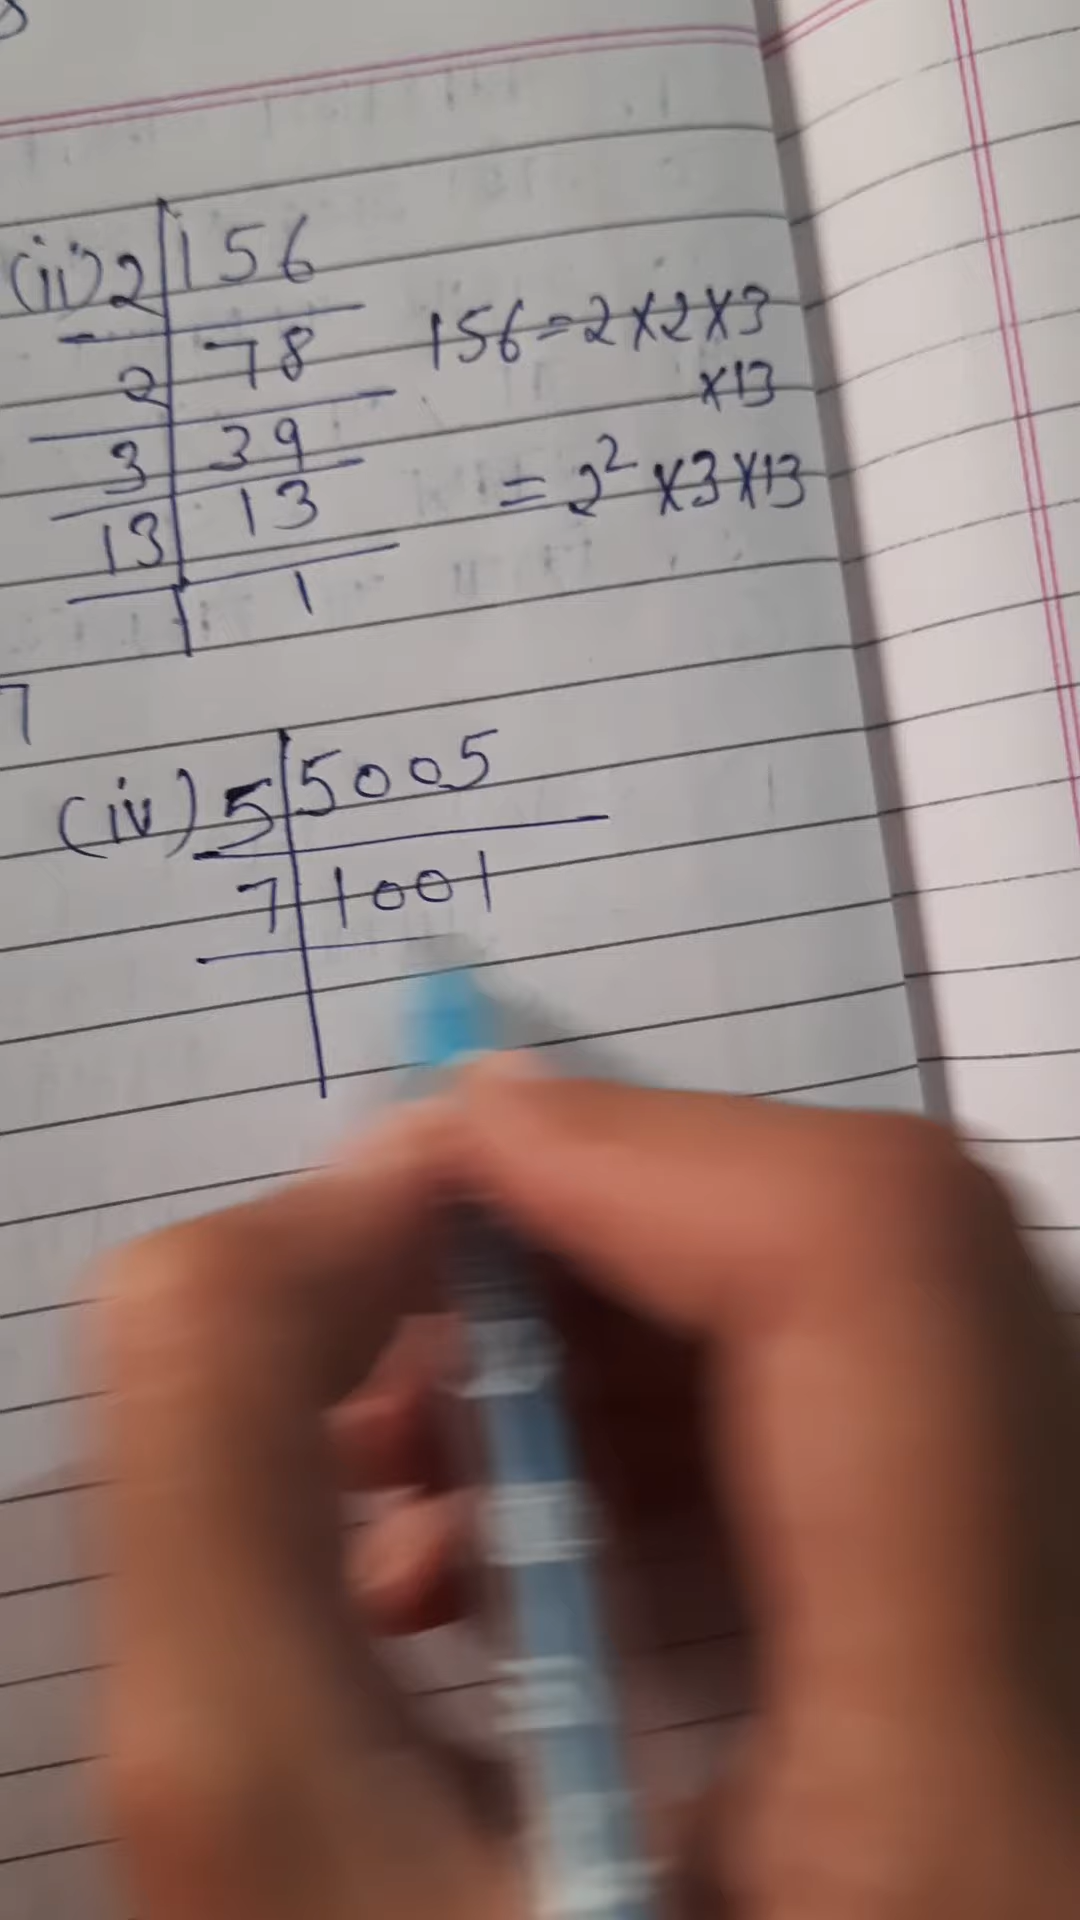 (ii) 2 | 156
2 | 78
3 | 39
13 | 13
1
156 = 2 × 2 × 3
× 13
= 2² × 3 × 13
7
(iv) 5 | 5005
7 | 1001